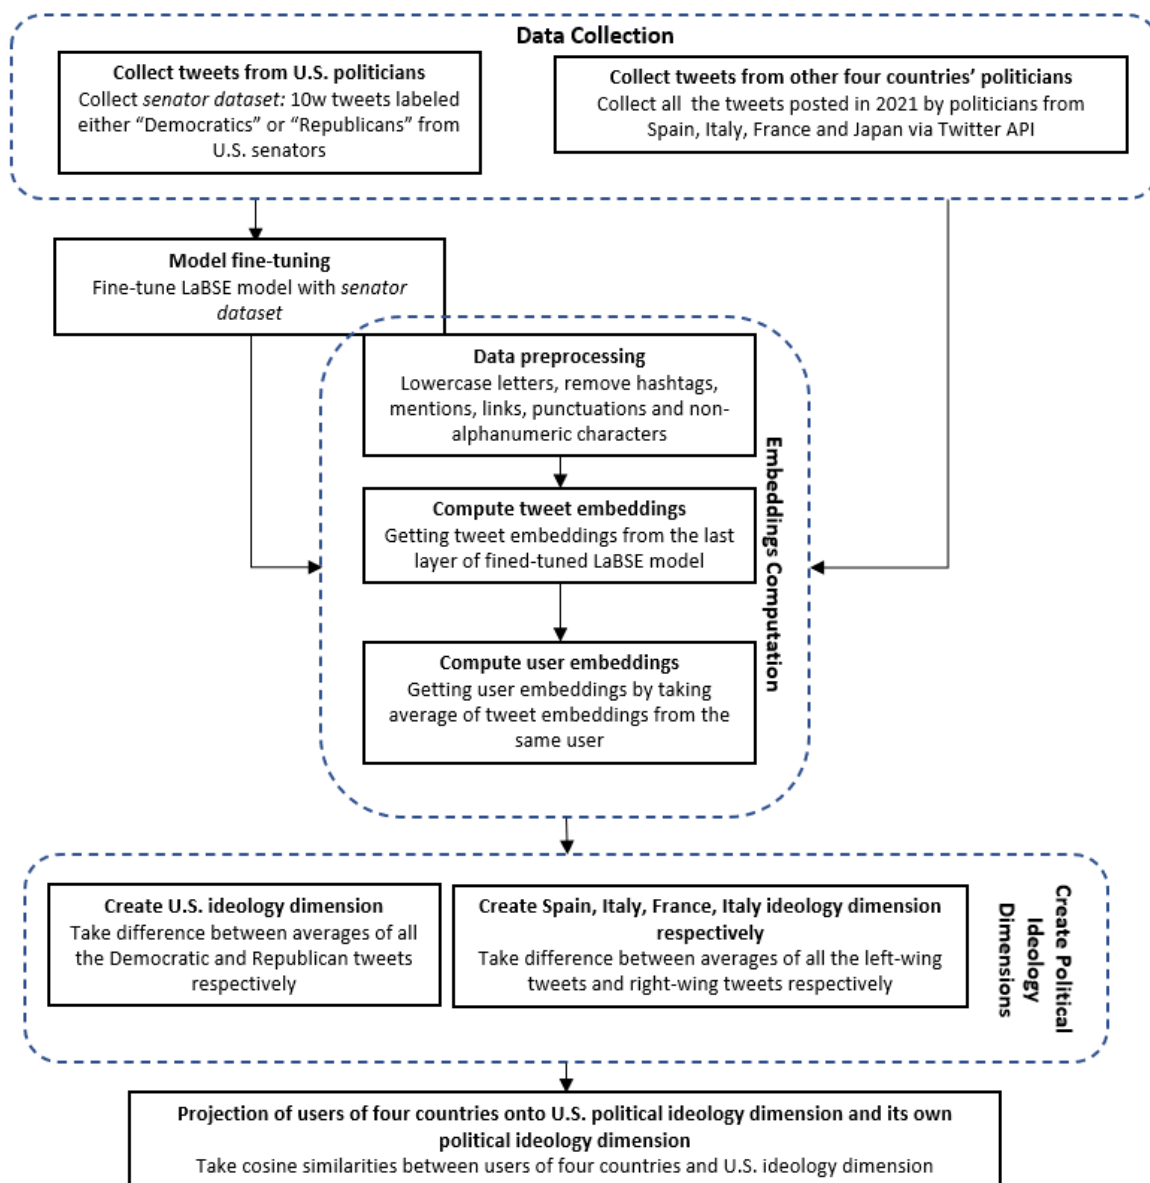 Data Collection
Collect tweets from U.S. politicians
Collect senator dataset: 10w tweets labeled
either “Democratics” or “Republicans” from
U.S. senators
Collect tweets from other four countries’ politicians
Collect all the tweets posted in 2021 by politicians from
Spain, Italy, France and Japan via Twitter API
Model fine-tuning
Fine-tune LaBSE model with senator
dataset
Data preprocessing
Lowercase letters, remove hashtags,
mentions, links, punctuations and non-
alphanumeric characters
Compute tweet embeddings
Getting tweet embeddings from the last
layer of fined-tuned LaBSE model
Compute user embeddings
Getting user embeddings by taking
average of tweet embeddings from the
same user
Embeddings Computation
Create U.S. ideology dimension
Take difference between averages of all
the Democratic and Republican tweets
respectively
Create Spain, Italy, France, Italy ideology dimension
respectively
Take difference between averages of all the left-wing
tweets and right-wing tweets respectively
Create Political
Ideology
Dimensions
Projection of users of four countries onto U.S. political ideology dimension and its own
political ideology dimension
Take cosine similarities between users of four countries and U.S. ideology dimension